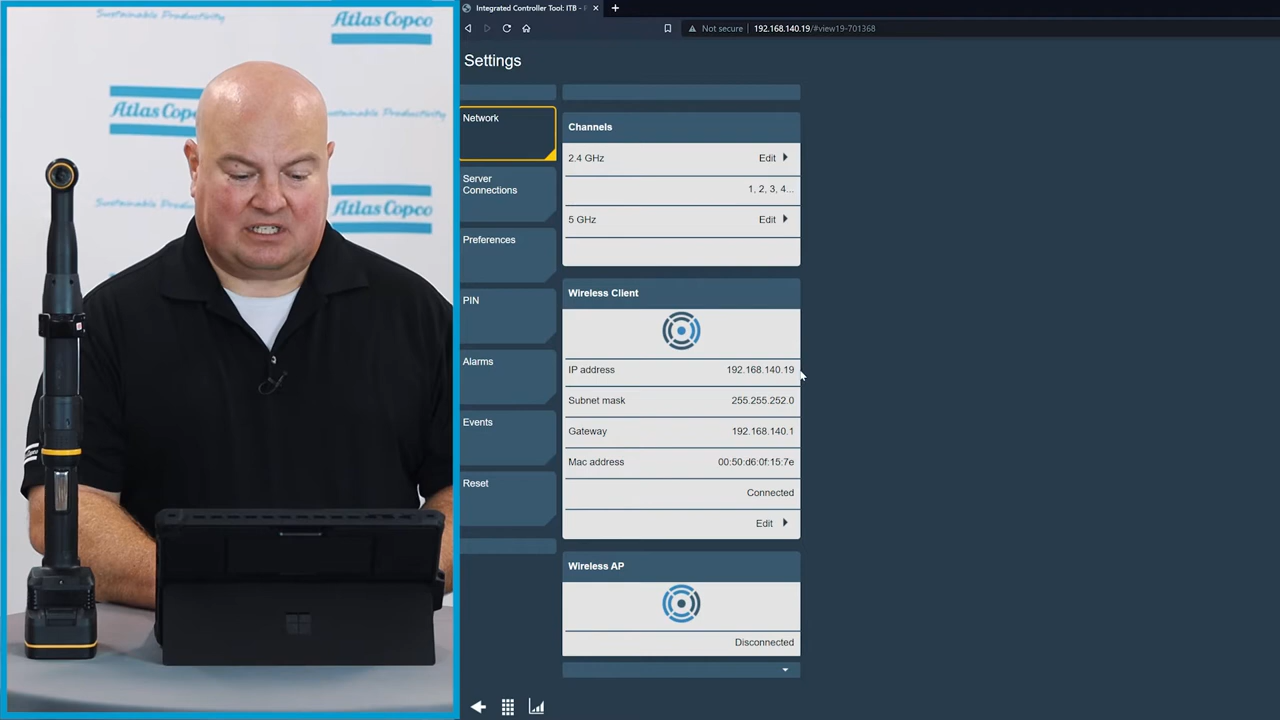 Sustainable Productivity
Atlas Copco
Atlas Copco
Sustainable Productivity
Sustainable Productivity
Atlas Copco
Integrated Controller Tool: ITB -
Not secure
192.168.140.19/#view19-701368
Settings
Network
Server
Connections
Preferences
PIN
Alarms
Events
Reset
Channels
2.4 GHz Edit
1, 2, 3, 4...
5 GHz Edit
Wireless Client
IP address 192.168.140.19
Subnet mask 255.255.252.0
Gateway 192.168.140.1
Mac address 00:50:d6:0f:15:7e
Connected
Edit
Wireless AP
Disconnected